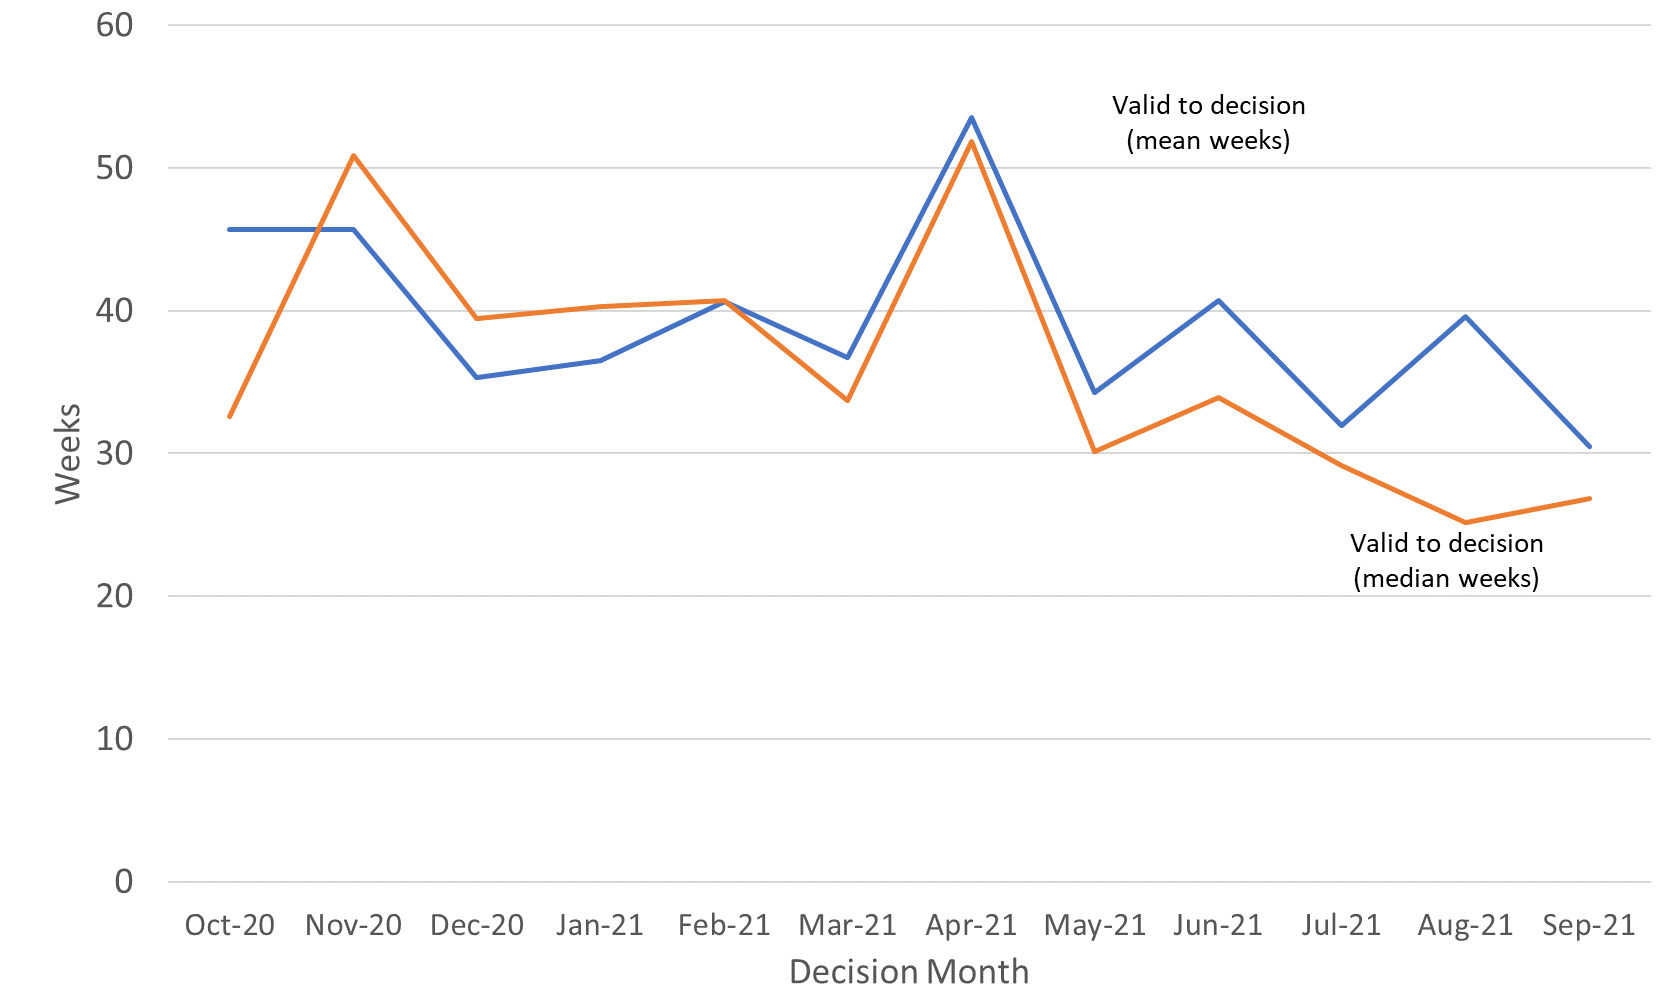 60
50
40
30
20
10
0
Weeks
Valid to decision
(mean weeks)
Valid to decision
(median weeks)
Oct-20 Nov-20 Dec-20 Jan-21 Feb-21 Mar-21 Apr-21 May-21 Jun-21 Jul-21 Aug-21 Sep-21
Decision Month